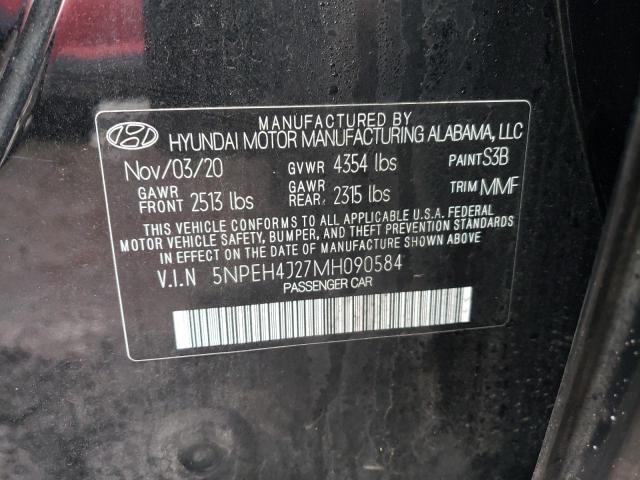 MANUFACTURED BY
HYUNDAI MOTOR MANUFACTURING ALABAMA, LLC
Nov/03/20 GVWR 4354 lbs PAINT S3B
GAWR FRONT 2513 lbs GAWR REAR 2315 lbs TRIM MMF
THIS VEHICLE CONFORMS TO ALL APPLICABLE U.S.A. FEDERAL
MOTOR VEHICLE SAFETY, BUMPER, AND THEFT PREVENTION STANDARDS
IN EFFECT ON THE DATE OF MANUFACTURE SHOWN ABOVE.
V.I.N 5NPEH4J27MH090584
PASSENGER CAR